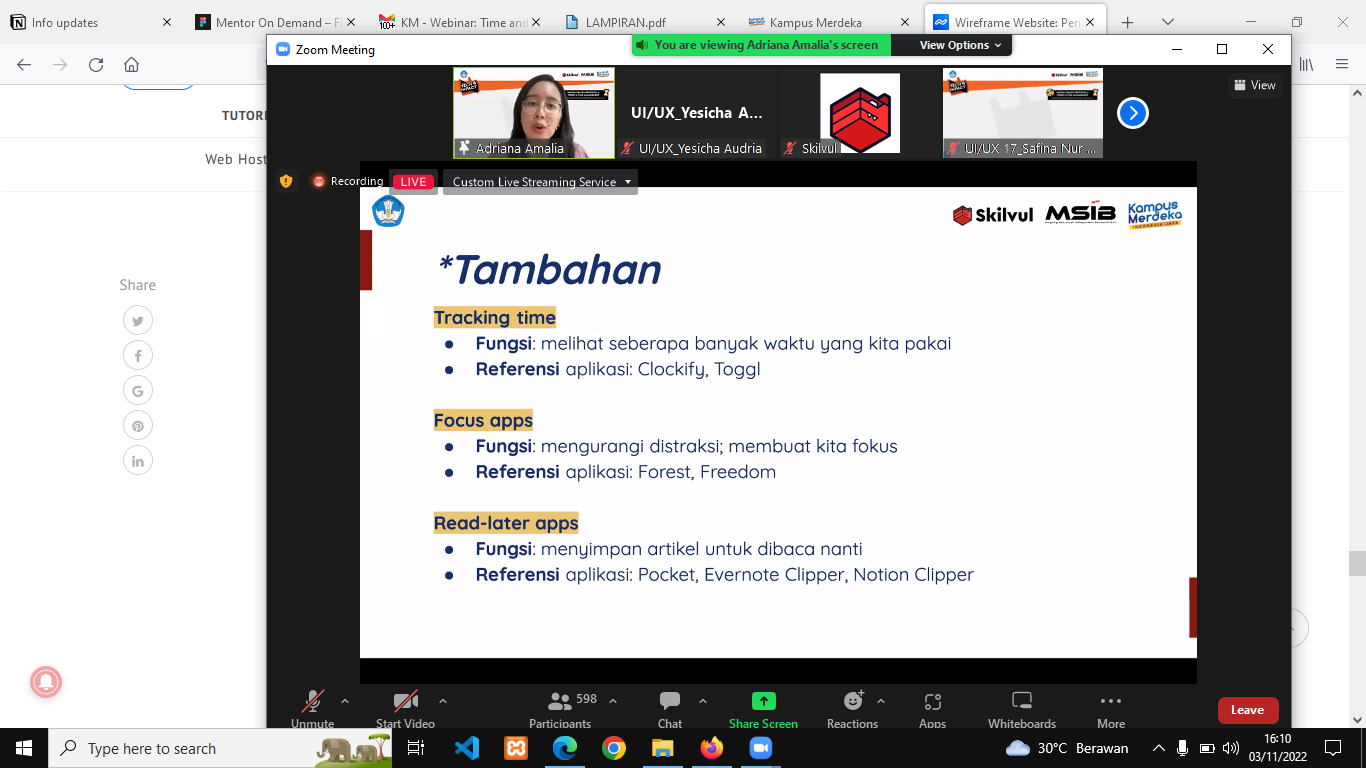 Info updates
Mentor On Demand – Fi
KM - Webinar: Time and
LAMPIRAN.pdf
Kampus Merdeka
Wireframe Website: Pen
Zoom Meeting
You are viewing Adriana Amalia's screen
View Options
TUTORI
Web Host
Share
View
Adriana Amalia
UI/UX_Yesicha A...
UI/UX_Yesicha Audria
Skilvul
UI/UX 17_Safina Nur ...
Recording
LIVE
Custom Live Streaming Service
Skilvul
MSIB
Kampus
Merdeka
INDONESIA JAYA
*Tambahan
Tracking time
● Fungsi: melihat seberapa banyak waktu yang kita pakai
● Referensi aplikasi: Clockify, Toggl
Focus apps
● Fungsi: mengurangi distraksi; membuat kita fokus
● Referensi aplikasi: Forest, Freedom
Read-later apps
● Fungsi: menyimpan artikel untuk dibaca nanti
● Referensi aplikasi: Pocket, Evernote Clipper, Notion Clipper
Unmute
Start Video
598
Participants
Chat
Share Screen
Reactions
Apps
Whiteboards
More
Leave
Type here to search
30°C Berawan
16:10
03/11/2022